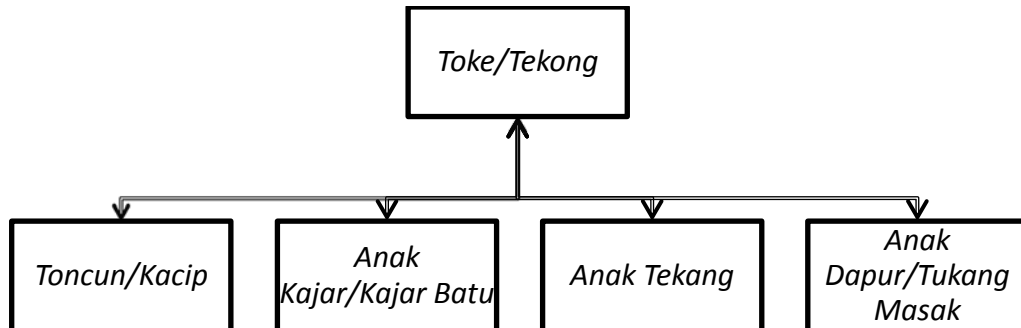 Toke/Tekong
Toncun/Kacip
Anak
Kajar/Kajar Batu
Anak Tekang
Anak
Dapur/Tukang
Masak